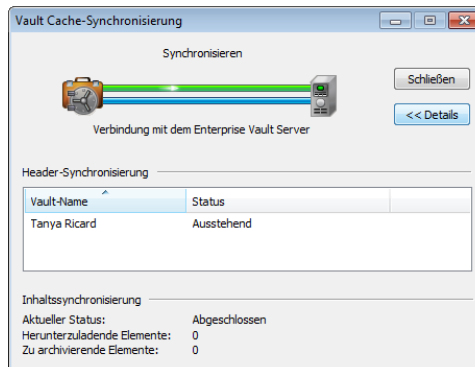 Vault Cache-Synchronisierung
Synchronisieren
Schließen
<< Details
Verbindung mit dem Enterprise Vault Server
Header-Synchronisierung
Vault-Name Status
Tanya Ricard Ausstehend
Inhaltssynchronisierung
Aktueller Status: Abgeschlossen
Herunterzuladende Elemente: 0
Zu archivierende Elemente: 0